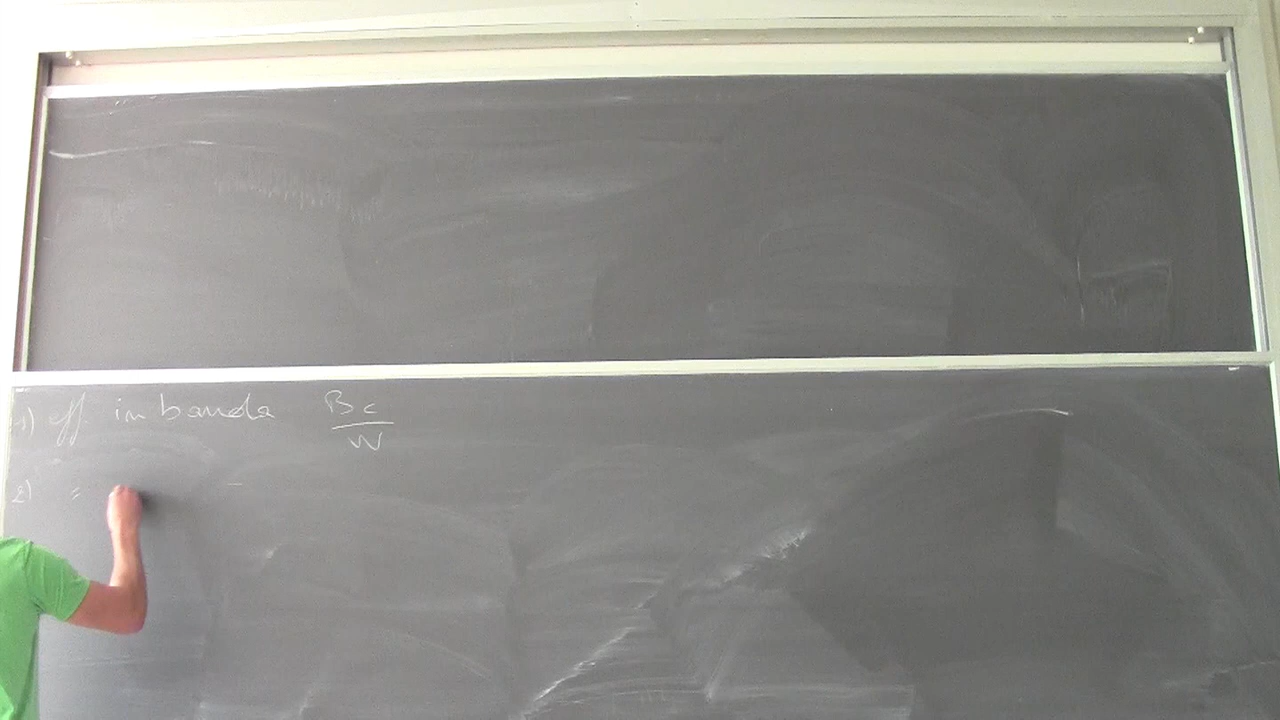 1) eff. in banda Bc/W
2) =